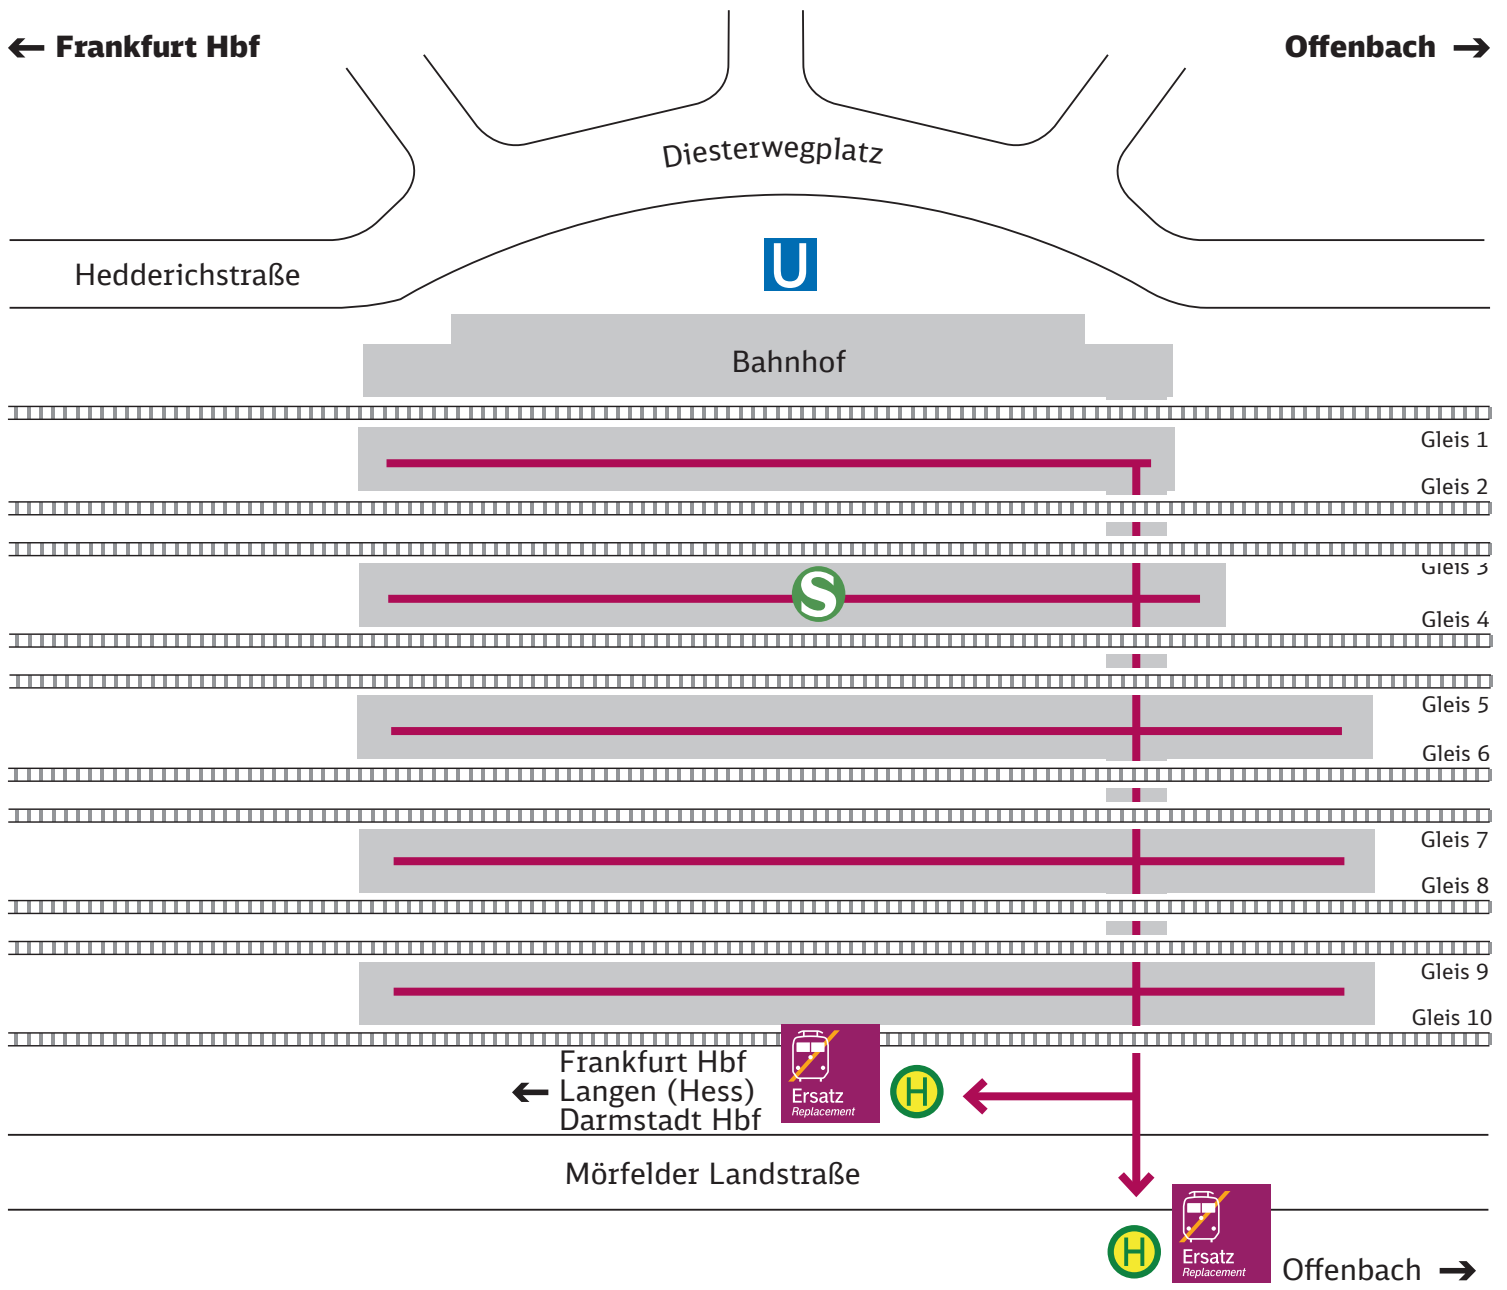 ← Frankfurt Hbf
Offenbach →
Diesterwegplatz
Hedderichstraße
U
Bahnhof
Gleis 1
Gleis 2
Gleis 3
S
Gleis 4
Gleis 5
Gleis 6
Gleis 7
Gleis 8
Gleis 9
Gleis 10
Frankfurt Hbf
← Langen (Hess)
Darmstadt Hbf
Ersatz
Replacement
H
Mörfelder Landstraße
H
Ersatz
Replacement
Offenbach →